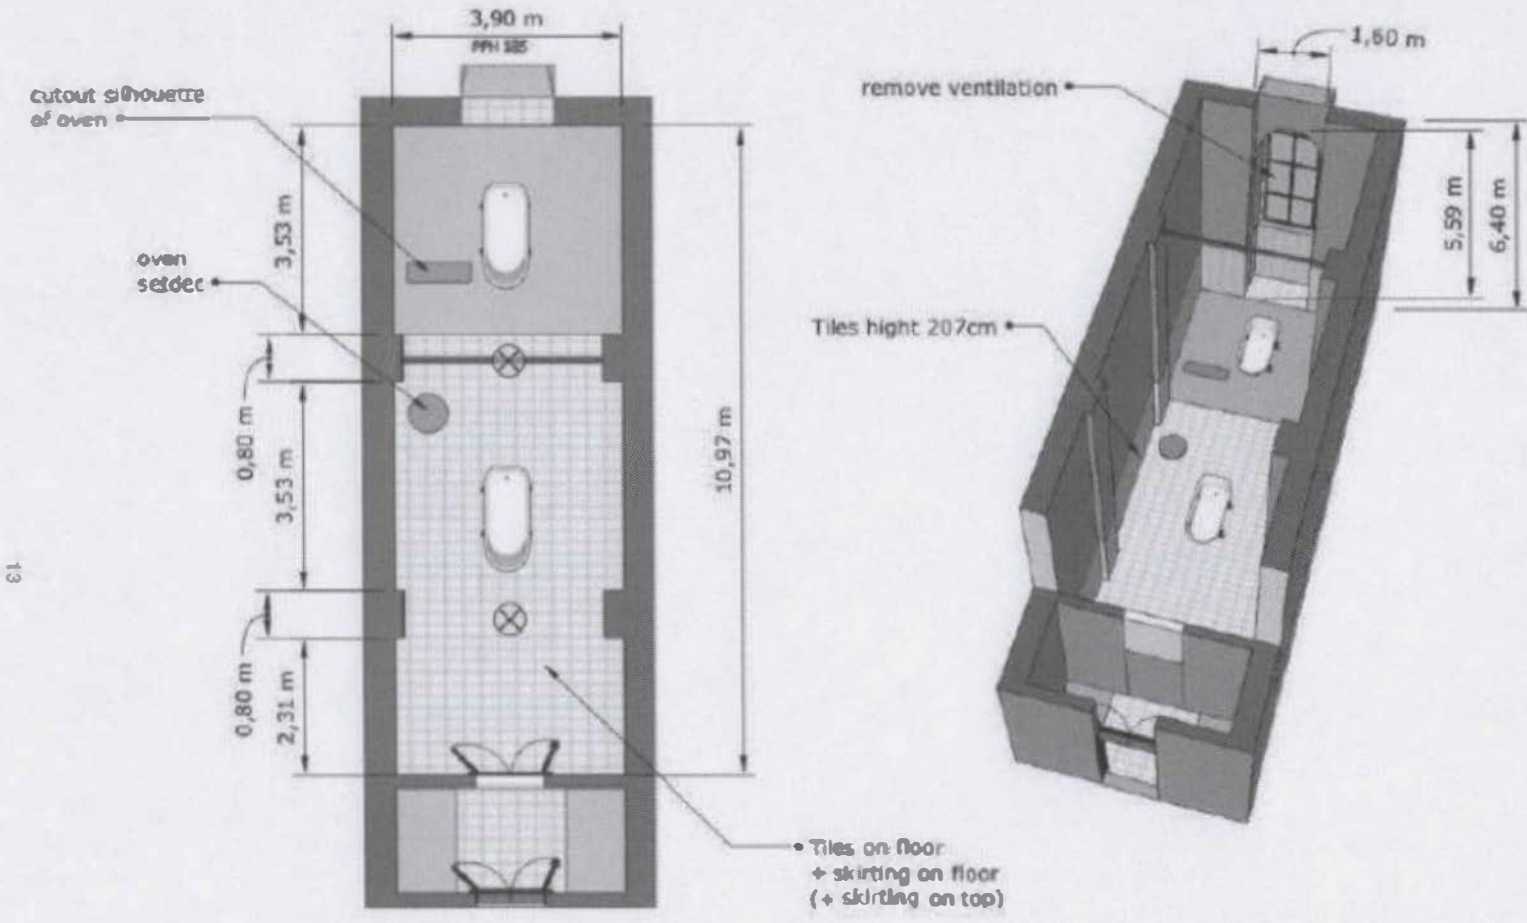 3,90 m
cutout silhouette
of oven
3,53 m
oven
setdec
0,80 m
3,53 m
10,97 m
0,80 m
2,31 m
Tiles on floor
+ skirting on floor
(+ skirting on top)
1,60 m
remove ventilation
5,59 m
6,40 m
Tiles hight 207cm
13